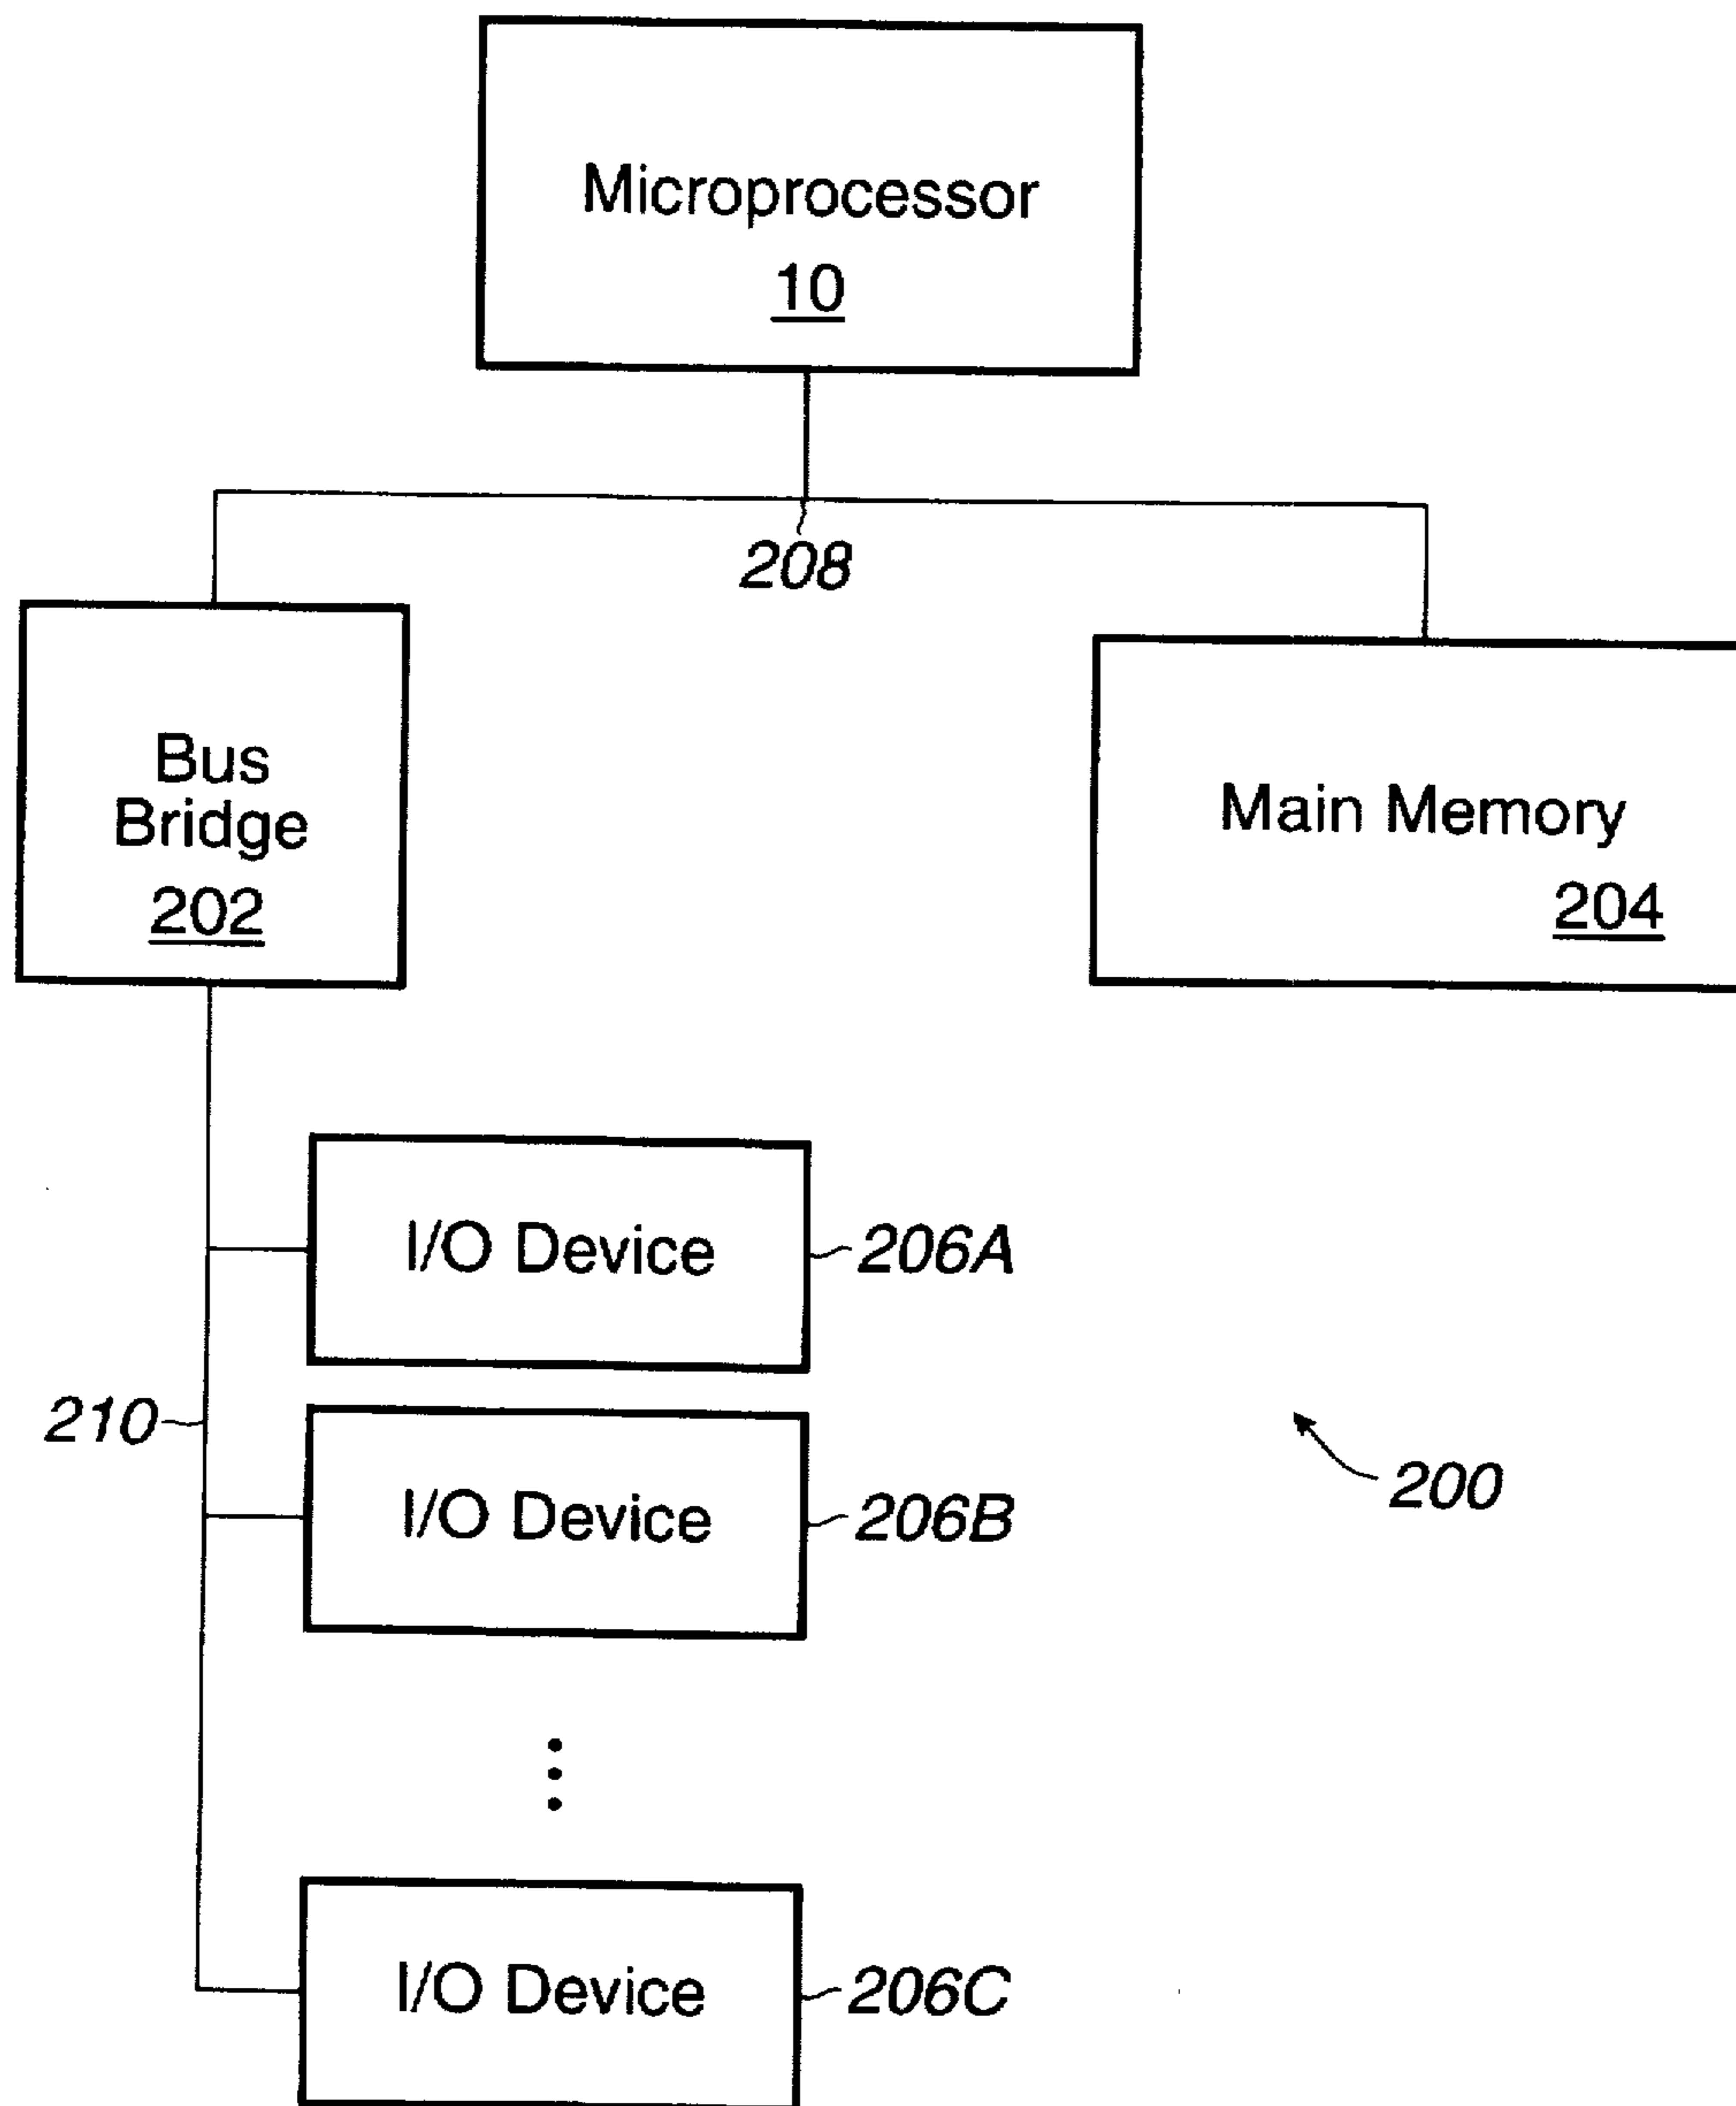 Microprocessor
10
208
Bus
Bridge
202
Main Memory
204
I/O Device
206A
210
I/O Device
206B
200
I/O Device
206C